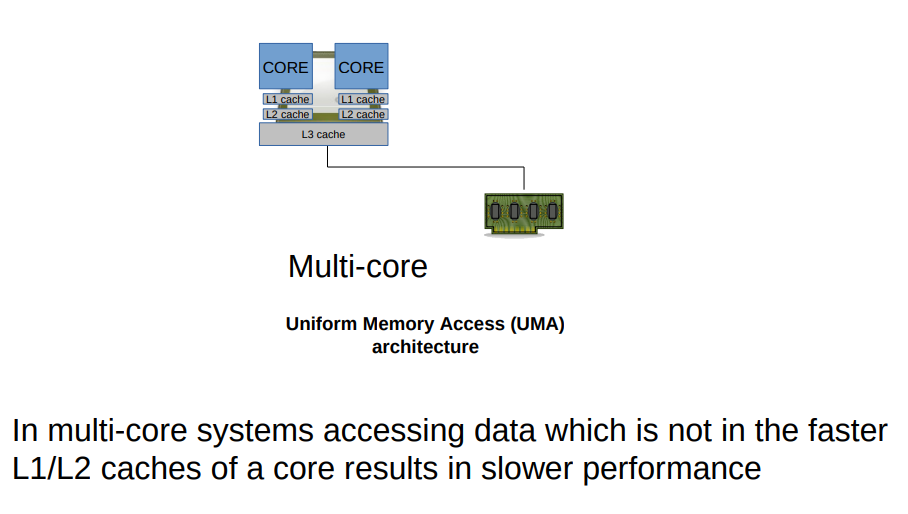 CORE CORE
L1 cache L1 cache
L2 cache L2 cache
L3 cache
Multi-core
Uniform Memory Access (UMA)
architecture
In multi-core systems accessing data which is not in the faster
L1/L2 caches of a core results in slower performance